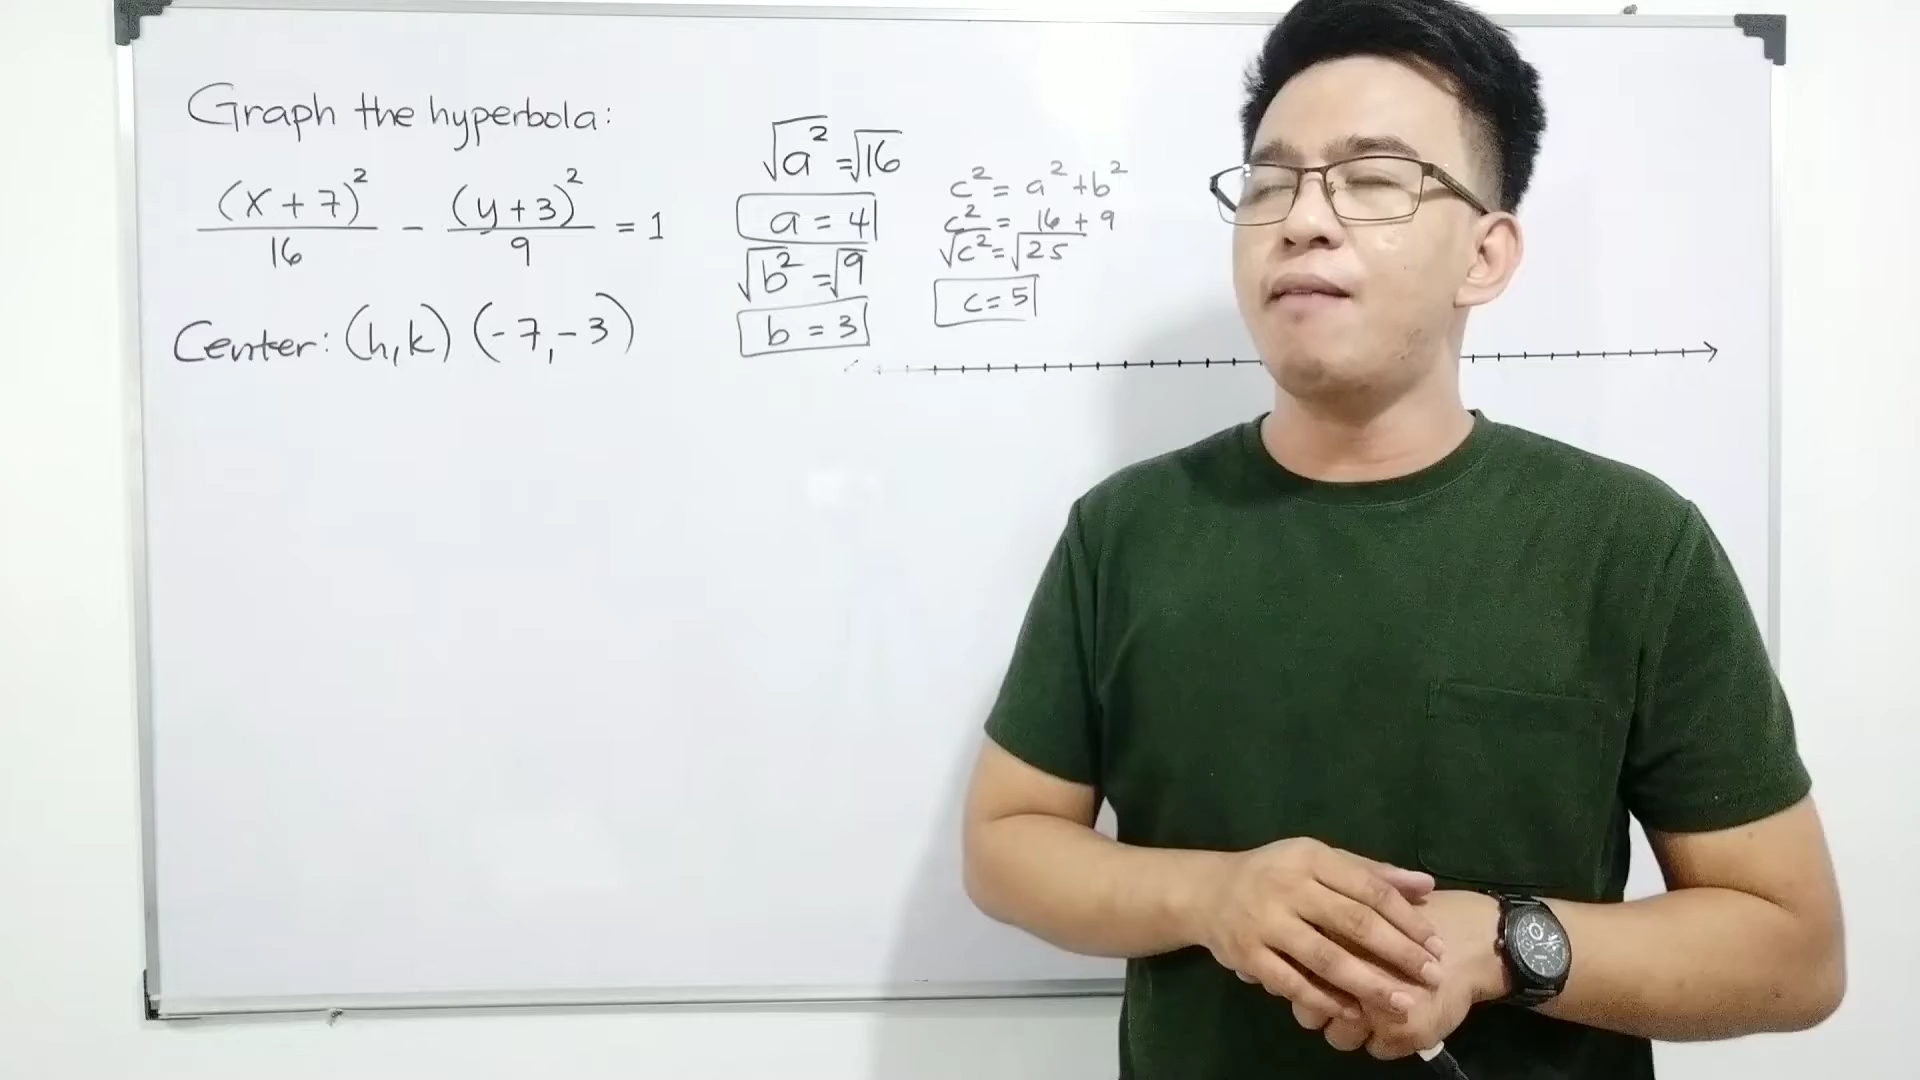 Graph the hyperbola:
(x + 7)² / 16 − (y + 3)² / 9 = 1
Center: (h, k) (-7, -3)
√a² = √16
a = 4
√b² = √9
b = 3
c² = a² + b²
c² = 16 + 9
√c² = √25
c = 5